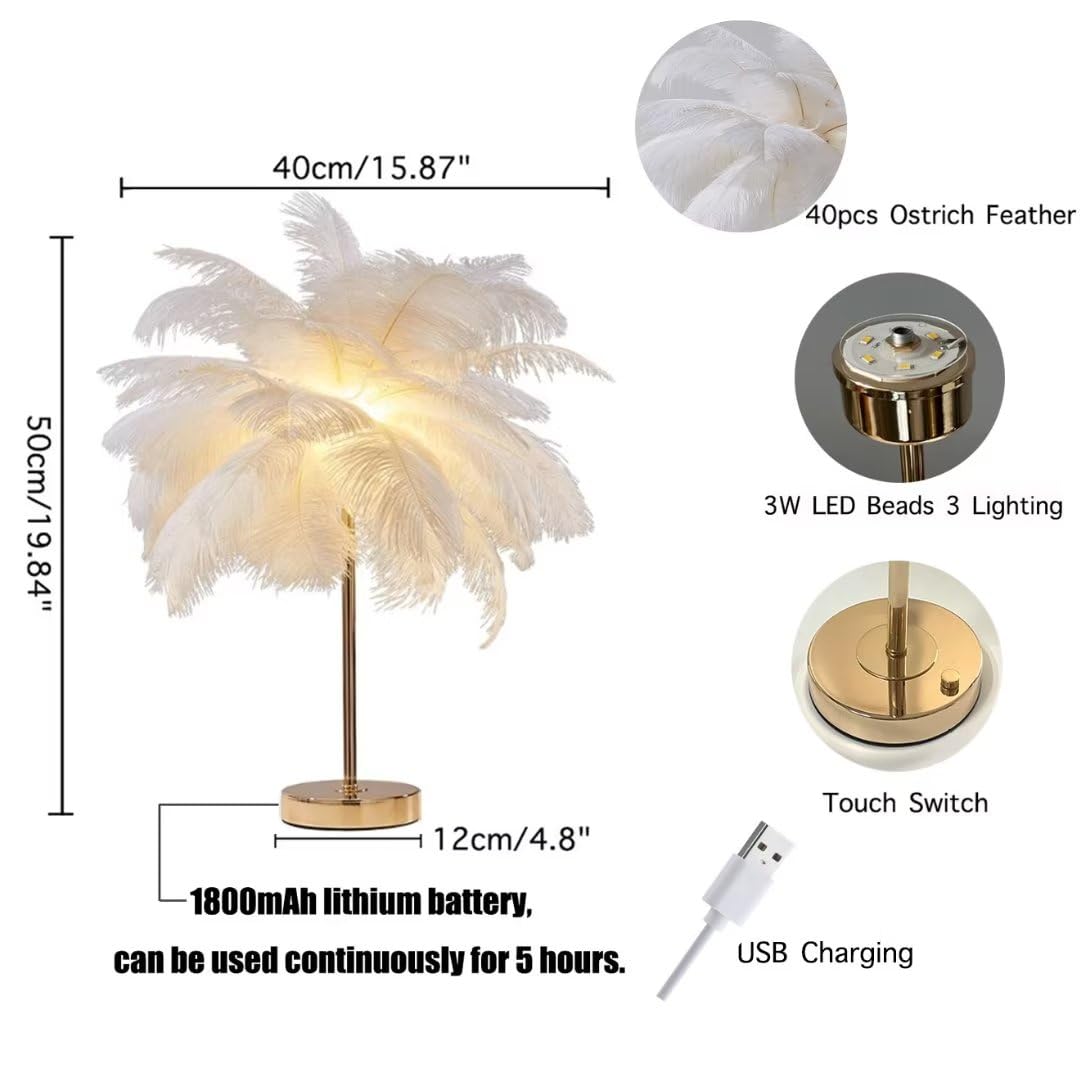 40cm/15.87"
40pcs Ostrich Feather
50cm/19.84"
3W LED Beads 3 Lighting
Touch Switch
12cm/4.8"
1800mAh lithium battery,
can be used continuously for 5 hours.
USB Charging